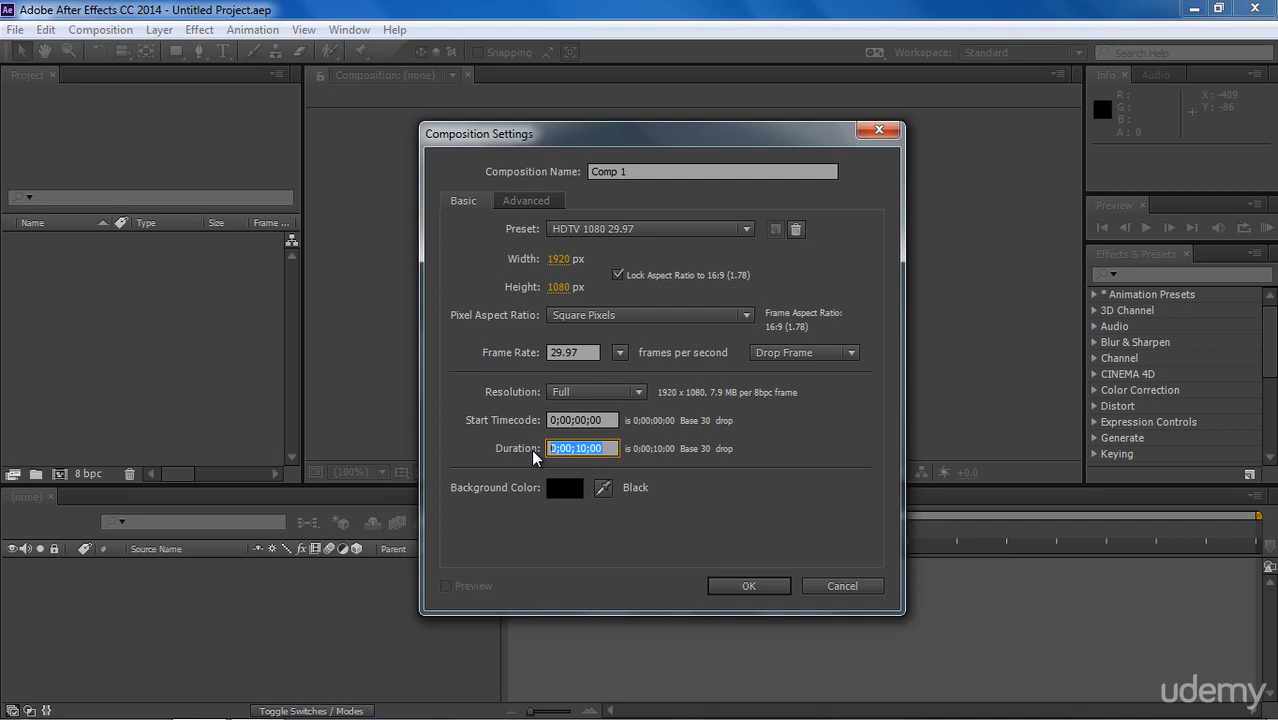 Ae Adobe After Effects CC 2014 - Untitled Project.aep
File Edit Composition Layer Effect Animation View Window Help
T Snapping Workspace: Standard Search Help
Project Composition: (none) Info Audio
R : X : -409
G : Y : -86
B :
A : 0
Composition Settings
Composition Name: Comp 1
Basic Advanced
Preset: HDTV 1080 29.97
Width: 1920 px
Lock Aspect Ratio to 16:9 (1.78)
Height: 1080 px
Pixel Aspect Ratio: Square Pixels Frame Aspect Ratio:
16:9 (1.78)
Frame Rate: 29.97 frames per second Drop Frame
Resolution: Full 1920 x 1080, 7.9 MB per 8bpc frame
Start Timecode: 0;00;00;00 is 0;00;00;00 Base 30 drop
Duration: 0;00;10;00 is 0;00;10;00 Base 30 drop
Background Color: Black
Preview OK Cancel
Name Type Size Frame ...
Preview
Effects & Presets
* Animation Presets
3D Channel
Audio
Blur & Sharpen
Channel
CINEMA 4D
Color Correction
Distort
Expression Controls
Generate
Keying
8 bpc (100%) +0.0
(none)
# Source Name Parent
Toggle Switches / Modes
udemy